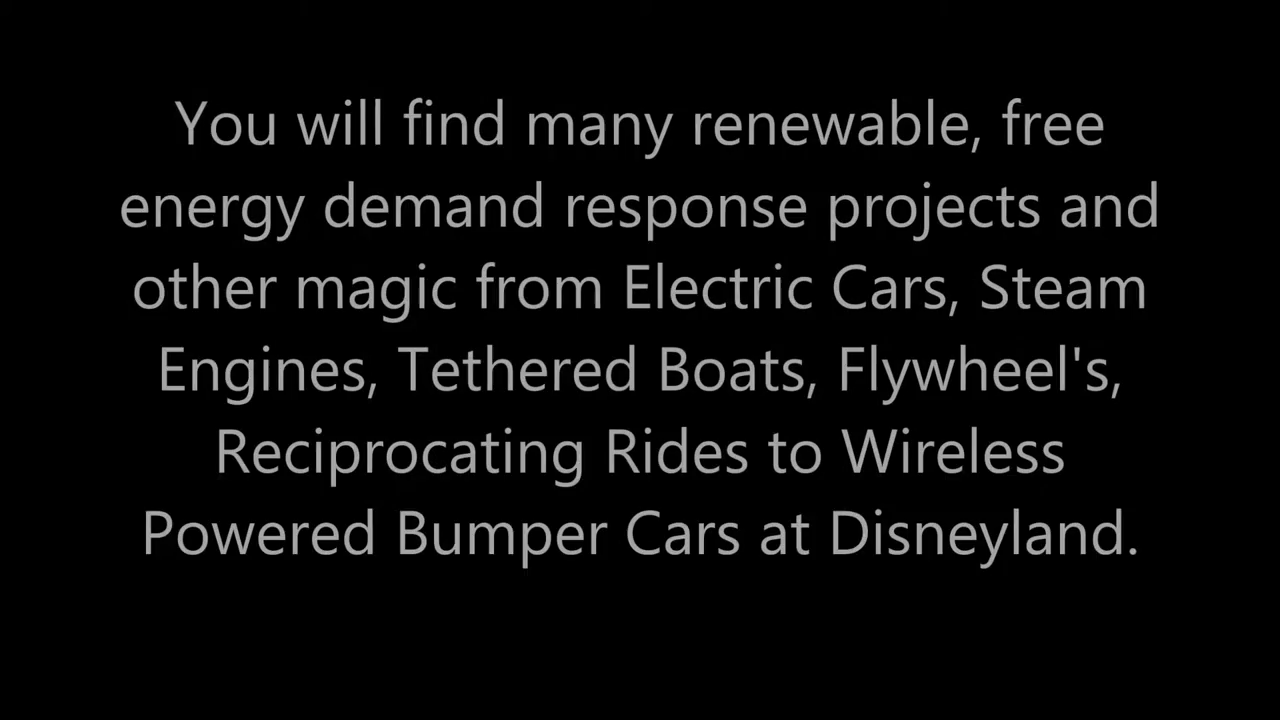 You will find many renewable, free
energy demand response projects and
other magic from Electric Cars, Steam
Engines, Tethered Boats, Flywheel's,
Reciprocating Rides to Wireless
Powered Bumper Cars at Disneyland.